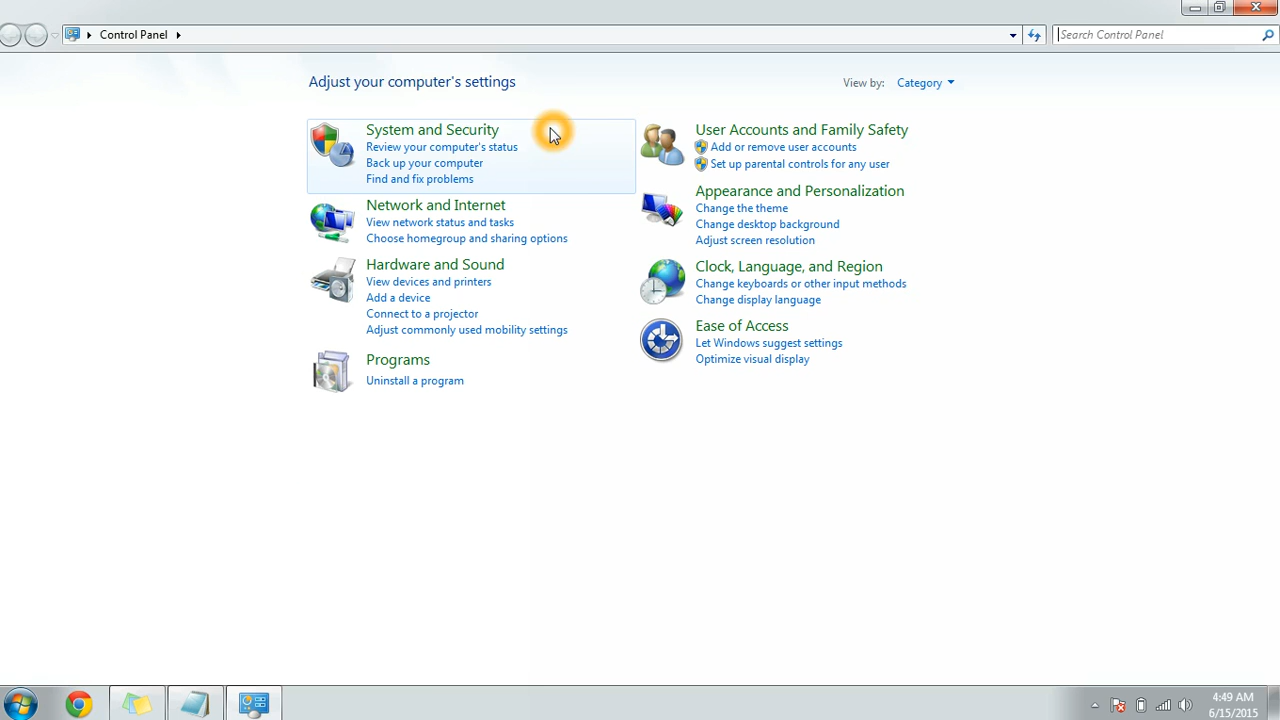 Control Panel
Search Control Panel
Adjust your computer's settings
View by: Category
System and Security
Review your computer's status
Back up your computer
Find and fix problems
Network and Internet
View network status and tasks
Choose homegroup and sharing options
Hardware and Sound
View devices and printers
Add a device
Connect to a projector
Adjust commonly used mobility settings
Programs
Uninstall a program
User Accounts and Family Safety
Add or remove user accounts
Set up parental controls for any user
Appearance and Personalization
Change the theme
Change desktop background
Adjust screen resolution
Clock, Language, and Region
Change keyboards or other input methods
Change display language
Ease of Access
Let Windows suggest settings
Optimize visual display
4:49 AM
6/15/2015